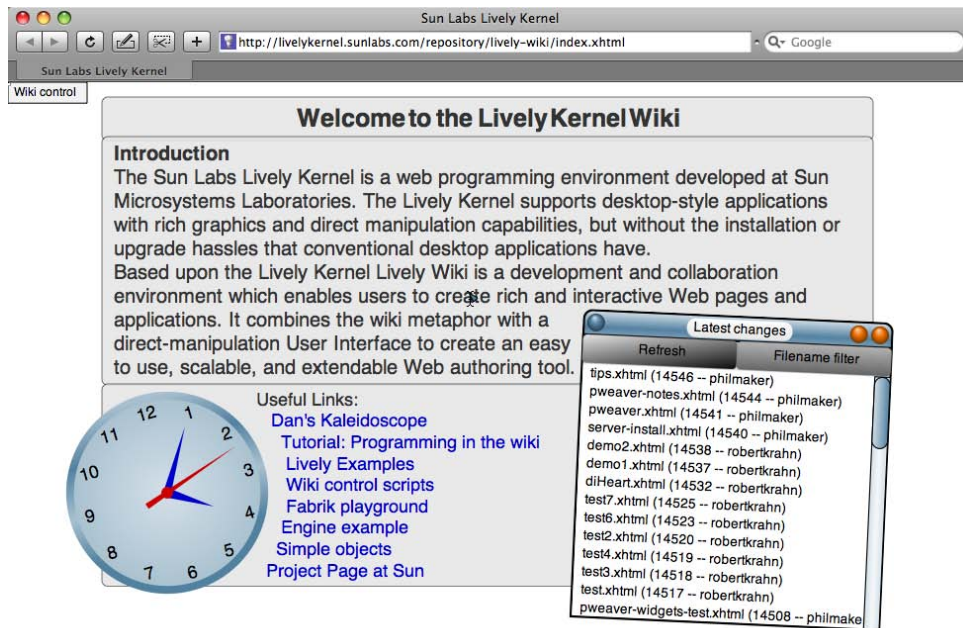 Sun Labs Lively Kernel
http://livelykernel.sunlabs.com/repository/lively-wiki/index.xhtml
Google
Sun Labs Lively Kernel
Wiki control
Welcome to the Lively Kernel Wiki
Introduction
The Sun Labs Lively Kernel is a web programming environment developed at Sun
Microsystems Laboratories. The Lively Kernel supports desktop-style applications
with rich graphics and direct manipulation capabilities, but without the installation or
upgrade hassles that conventional desktop applications have.
Based upon the Lively Kernel Lively Wiki is a development and collaboration
environment which enables users to create rich and interactive Web pages and
applications. It combines the wiki metaphor with a
direct-manipulation User Interface to create an easy
to use, scalable, and extendable Web authoring tool.
Useful Links:
Dan's Kaleidoscope
Tutorial: Programming in the wiki
Lively Examples
Wiki control scripts
Fabrik playground
Engine example
Simple objects
Project Page at Sun
12
1
2
3
4
5
6
7
8
9
10
11
Latest changes
Refresh
Filename filter
tips.xhtml (14546 -- philmaker)
pweaver-notes.xhtml (14544 -- philmaker)
pweaver.xhtml (14541 -- philmaker)
server-install.xhtml (14540 -- philmaker)
demo2.xhtml (14538 -- robertkrahn)
demo1.xhtml (14537 -- robertkrahn)
diHeart.xhtml (14532 -- robertkrahn)
test7.xhtml (14525 -- robertkrahn)
test6.xhtml (14523 -- robertkrahn)
test2.xhtml (14520 -- robertkrahn)
test4.xhtml (14519 -- robertkrahn)
test3.xhtml (14518 -- robertkrahn)
test.xhtml (14517 -- robertkrahn)
pweaver-widgets-test.xhtml (14508 -- philmake